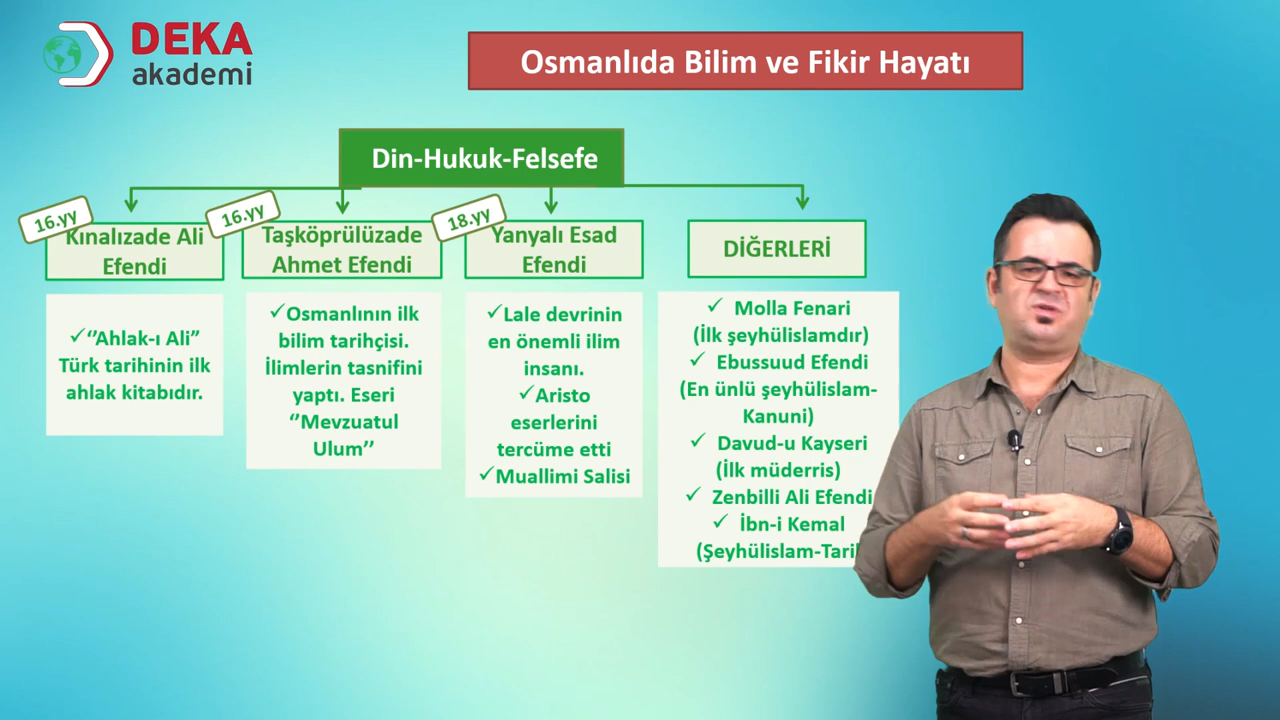 DEKA
akademi
Osmanlıda Bilim ve Fikir Hayatı
Din-Hukuk-Felsefe
16.yy
Kınalızade Ali
Efendi
✓"Ahlak-ı Ali"
Türk tarihinin ilk
ahlak kitabıdır.
16.yy
Taşköprülüzade
Ahmet Efendi
✓Osmanlının ilk
bilim tarihçisi.
İlimlerin tasnifini
yaptı. Eseri
"Mevzuatul
Ulum"
18.yy
Yanyalı Esad
Efendi
✓Lale devrinin
en önemli ilim
insanı.
✓Aristo
eserlerini
tercüme etti
✓Muallimi Salisi
DİĞERLERİ
✓ Molla Fenari
(İlk şeyhülislamdır)
✓ Ebussuud Efendi
(En ünlü şeyhülislam-
Kanuni)
✓ Davud-u Kayseri
(İlk müderris)
✓ Zenbilli Ali Efendi
✓ İbn-i Kemal
(Şeyhülislam-